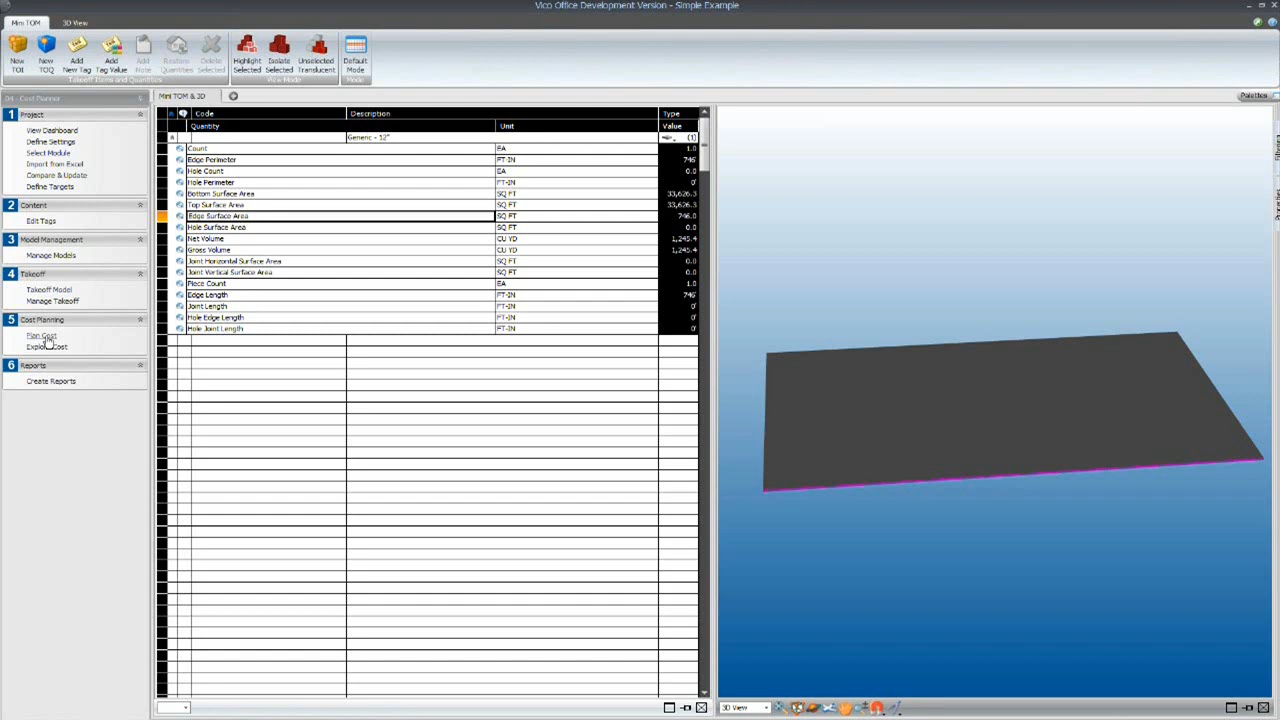 Vico Office Development Version - Simple Example
Mini TOM
3D View
New TOI
New TOQ
Add New Tag
Add Tag Value
Add Note
Restore Quantities
Delete Selected
Highlight Selected
Isolate Selected
Unselected Translucent
Default Mode
Takeoff Items and Quantities
View Mode
Mode
04 - Cost Planner
Mini TOM & 3D
Palettes
1 Project
View Dashboard
Define Settings
Select Module
Import from Excel
Compare & Update
Define Targets
2 Content
Edit Tags
3 Model Management
Manage Models
4 Takeoff
Takeoff Model
Manage Takeoff
5 Cost Planning
Plan Cost
Explore Cost
6 Reports
Create Reports
Code Description Type
Quantity Unit Value
Generic - 12" (1)
Count EA 1.0
Edge Perimeter FT-IN 746'
Hole Count EA 0.0
Hole Perimeter FT-IN 0'
Bottom Surface Area SQ FT 33,626.3
Top Surface Area SQ FT 33,626.3
Edge Surface Area SQ FT 746.0
Hole Surface Area SQ FT 0.0
Net Volume CU YD 1,245.4
Gross Volume CU YD 1,245.4
Joint Horizontal Surface Area SQ FT 0.0
Joint Vertical Surface Area SQ FT 0.0
Piece Count EA 1.0
Edge Length FT-IN 746'
Joint Length FT-IN 0'
Hole Edge Length FT-IN 0'
Hole Joint Length FT-IN 0'
3D View